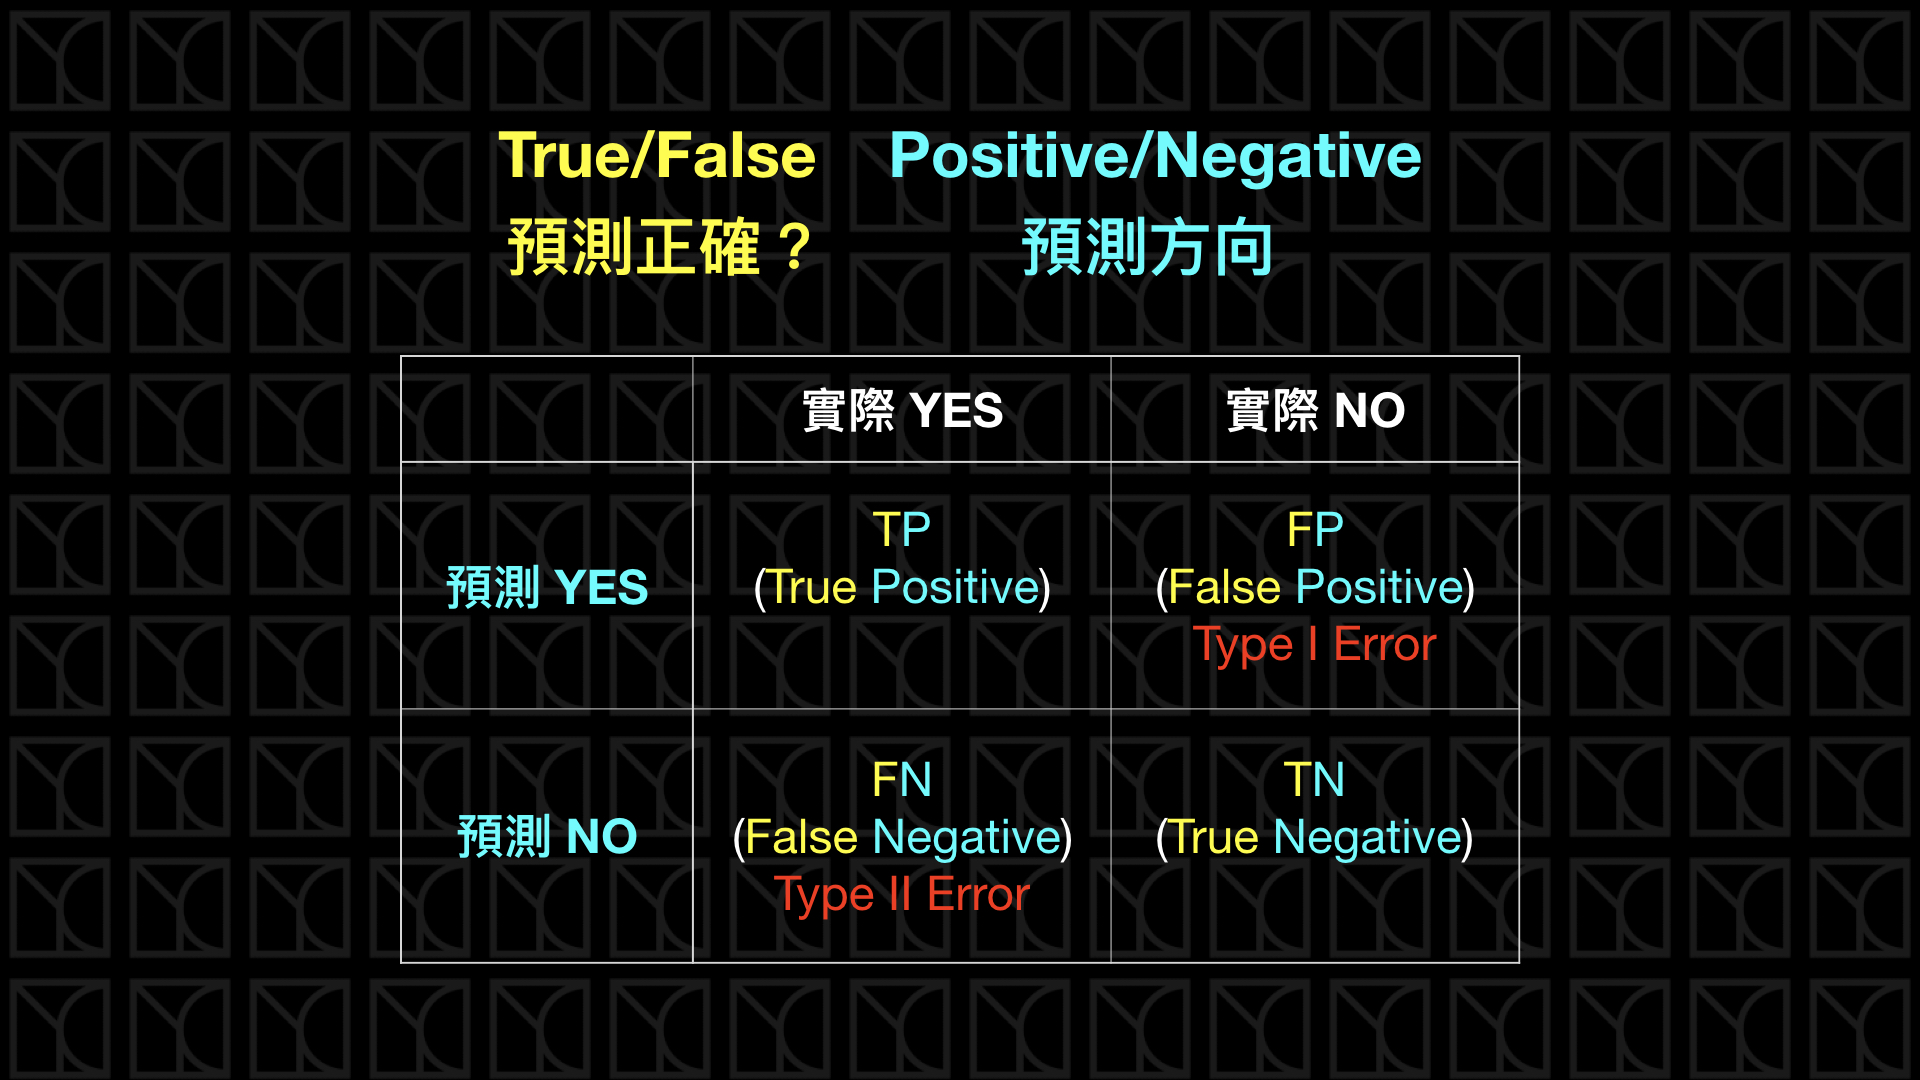 True/False
Positive/Negative
預測正確？
預測方向
實際 YES
實際 NO
預測 YES
TP
(True Positive)
FP
(False Positive)
Type I Error
預測 NO
FN
(False Negative)
Type II Error
TN
(True Negative)